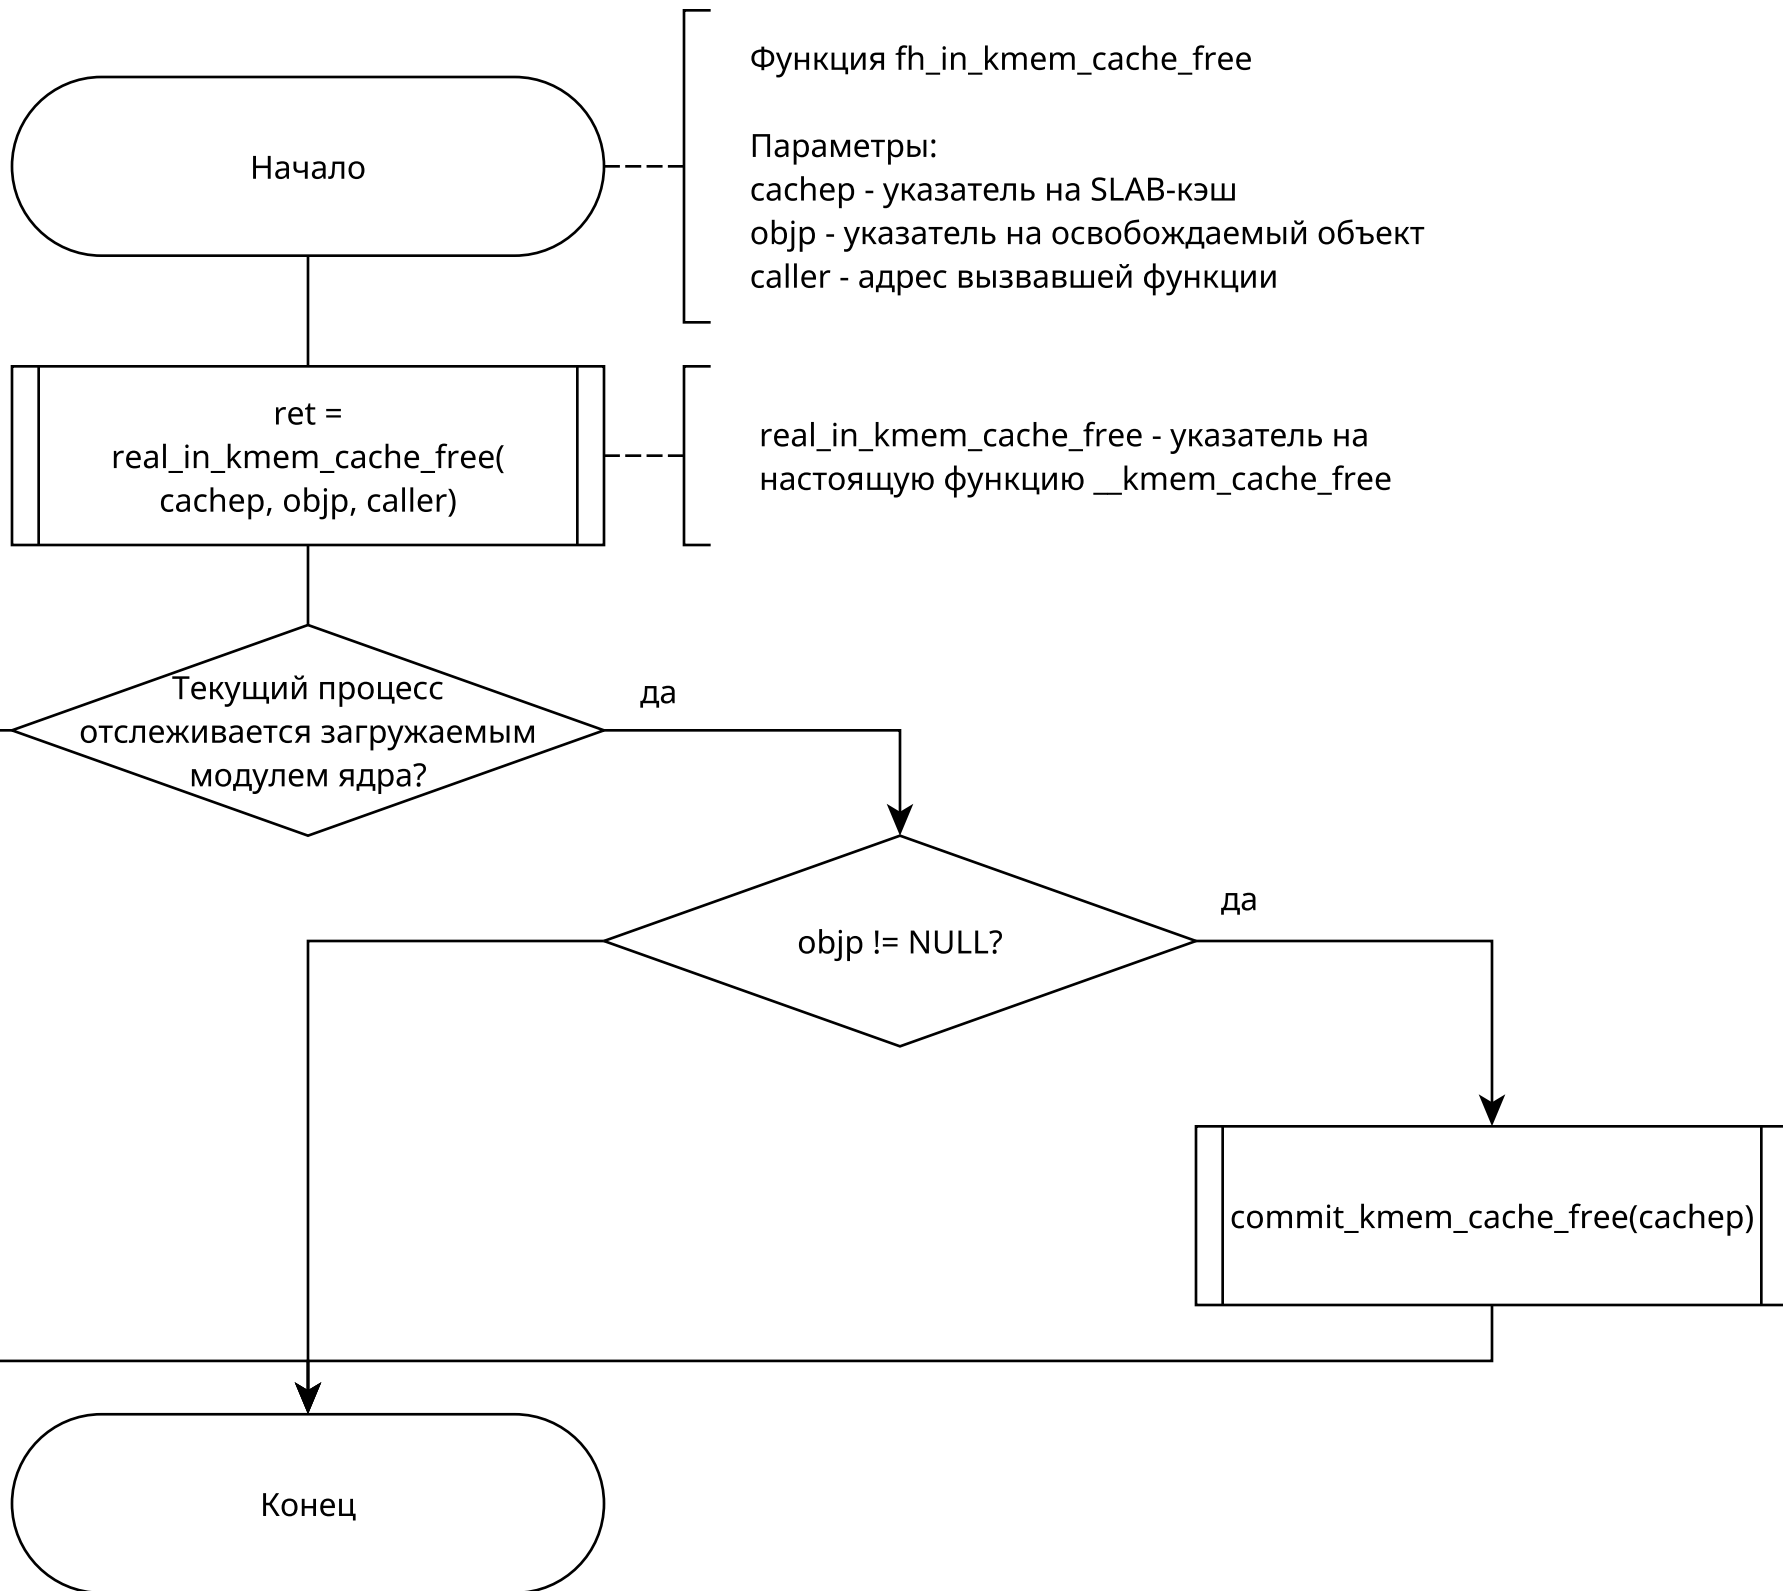 Функция fh_in_kmem_cache_free
Начало
Параметры:
cachep - указатель на SLAB-кэш
objp - указатель на освобождаемый объект
caller - адрес вызвавшей функции
ret =
real_in_kmem_cache_free(
cachep, objp, caller)
real_in_kmem_cache_free - указатель на
настоящую функцию __kmem_cache_free
Текущий процесс
отслеживается загружаемым
модулем ядра?
да
objp != NULL?
да
commit_kmem_cache_free(cachep)
Конец